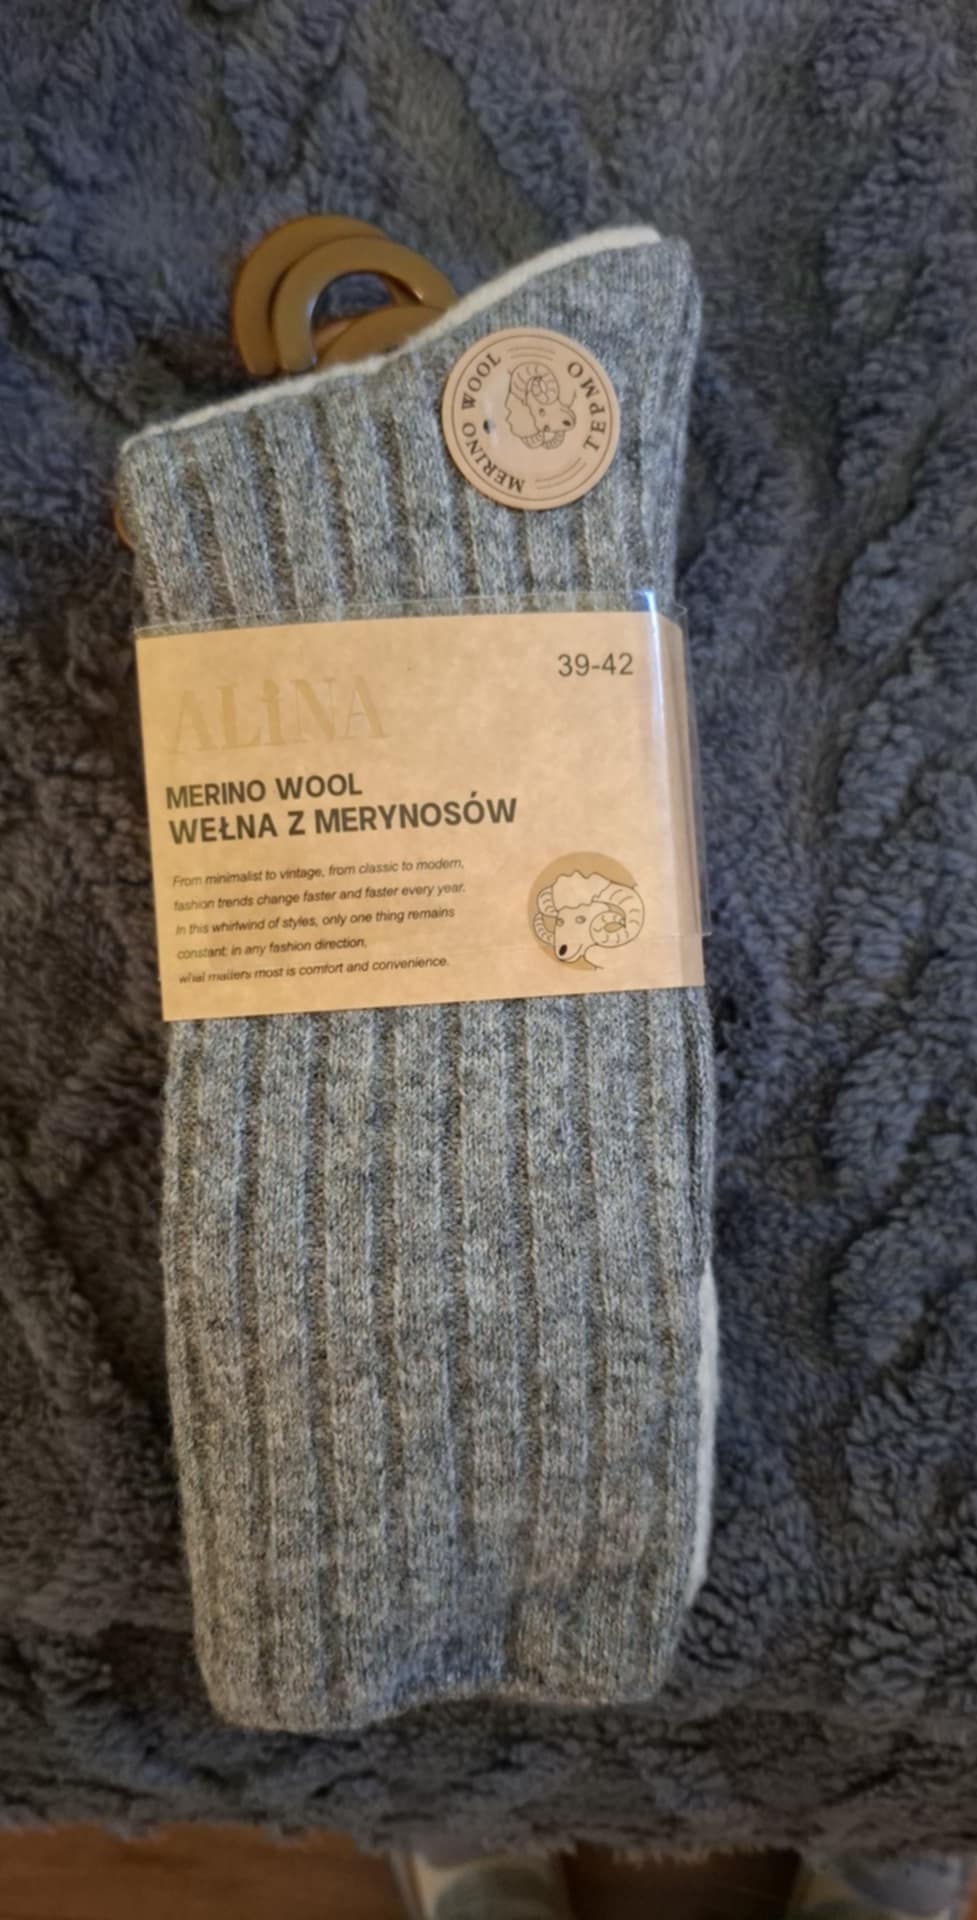 MERINO WOOL
ТЕРМО
39-42
ALiNA
MERINO WOOL
WEŁNA Z MERYNOSÓW
From minimalist to vintage, from classic to modern,
fashion trends change faster and faster every year.
In this whirlwind of styles, only one thing remains
constant: in any fashion direction,
what matters most is comfort and convenience.